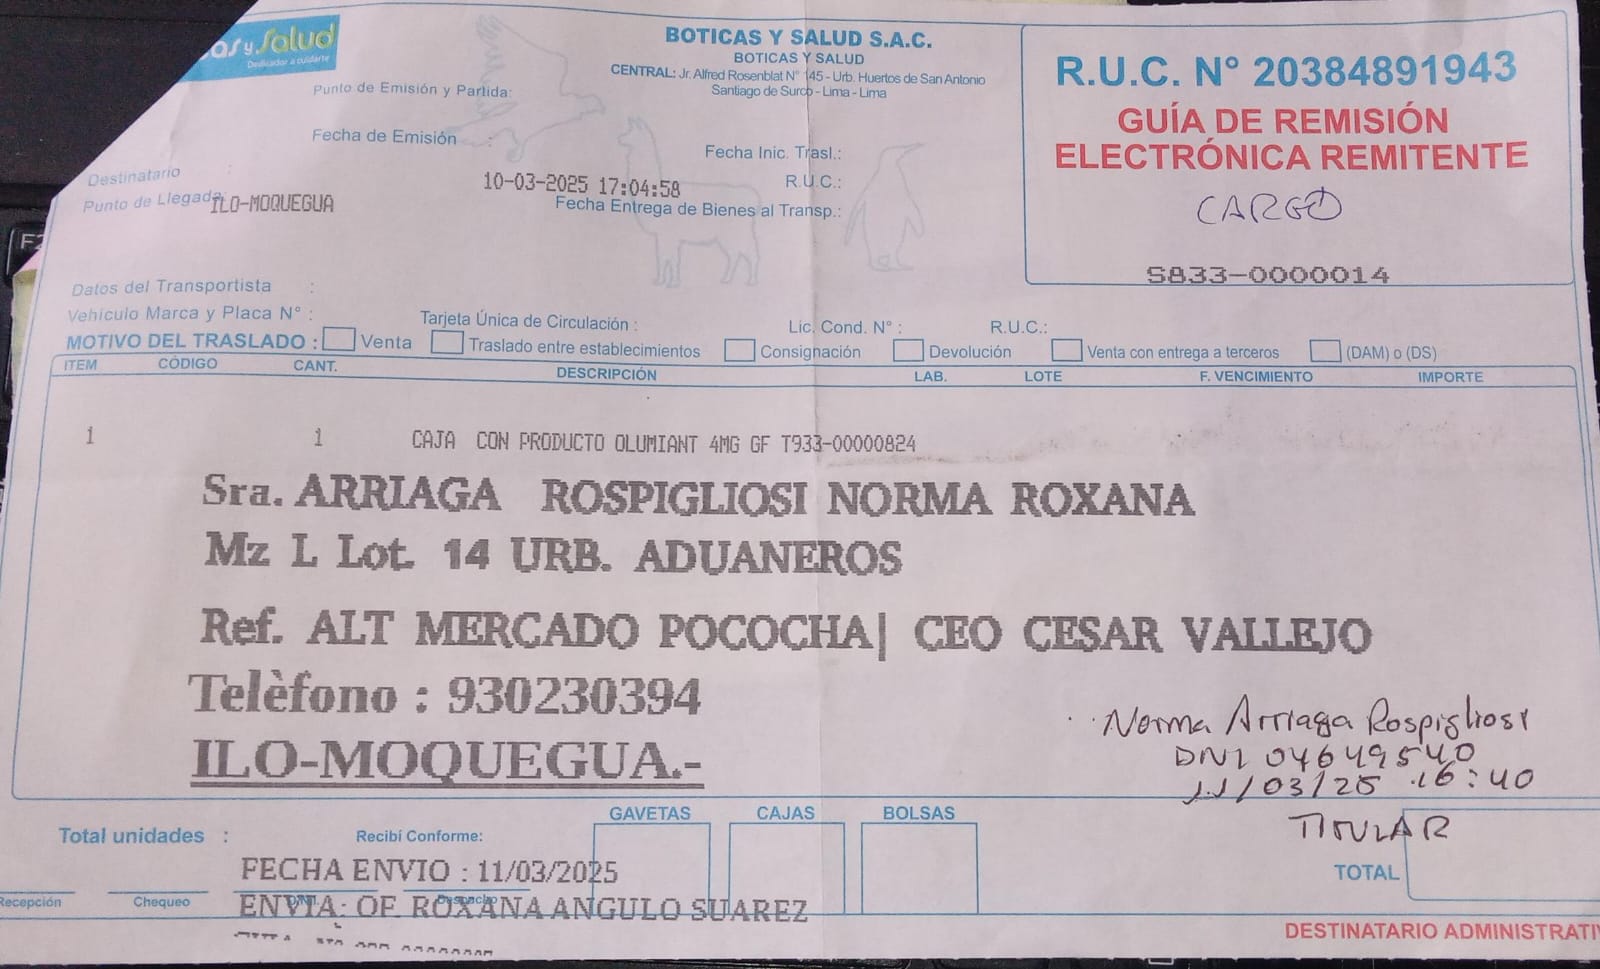 as y Salud
Dedicados a cuidarte
BOTICAS Y SALUD S.A.C.
BOTICAS Y SALUD
CENTRAL: Jr. Alfred Rosenblat N° 145 - Urb. Huertos de San Antonio
Santiago de Surco - Lima - Lima
R.U.C. N° 20384891943
GUÍA DE REMISIÓN
ELECTRÓNICA REMITENTE
CARGO
S833-0000014
Punto de Emisión y Partida:
Fecha de Emisión :
Fecha Inic. Trasl.:
Destinatario :
10-03-2025 17:04:58
R.U.C.:
Punto de Llegada: ILO-MOQUEGUA
Fecha Entrega de Bienes al Transp.:
Datos del Transportista :
Vehículo Marca y Placa N° :
Tarjeta Única de Circulación :
Lic. Cond. N° :
R.U.C.:
MOTIVO DEL TRASLADO : Venta Traslado entre establecimientos Consignación Devolución Venta con entrega a terceros (DAM) o (DS)
ITEM CÓDIGO CANT. DESCRIPCIÓN LAB. LOTE F. VENCIMIENTO IMPORTE
1 1 CAJA CON PRODUCTO OLUMIANT 4MG GF T933-00000824
Sra. ARRIAGA ROSPIGLIOSI NORMA ROXANA
Mz L Lot. 14 URB. ADUANEROS
Ref. ALT MERCADO POCOCHA| CEO CESAR VALLEJO
Telèfono : 930230394
ILO-MOQUEGUA.-
Norma Arriaga Rospigliosi
DNI 04649540
11/03/25 16:40
TITULAR
Total unidades :
Recibí Conforme:
GAVETAS CAJAS BOLSAS
TOTAL
FECHA ENVIO : 11/03/2025
Recepción Chequeo Despacho
ENVIA: QF. ROXANA ANGULO SUAREZ
DESTINATARIO ADMINISTRATIV